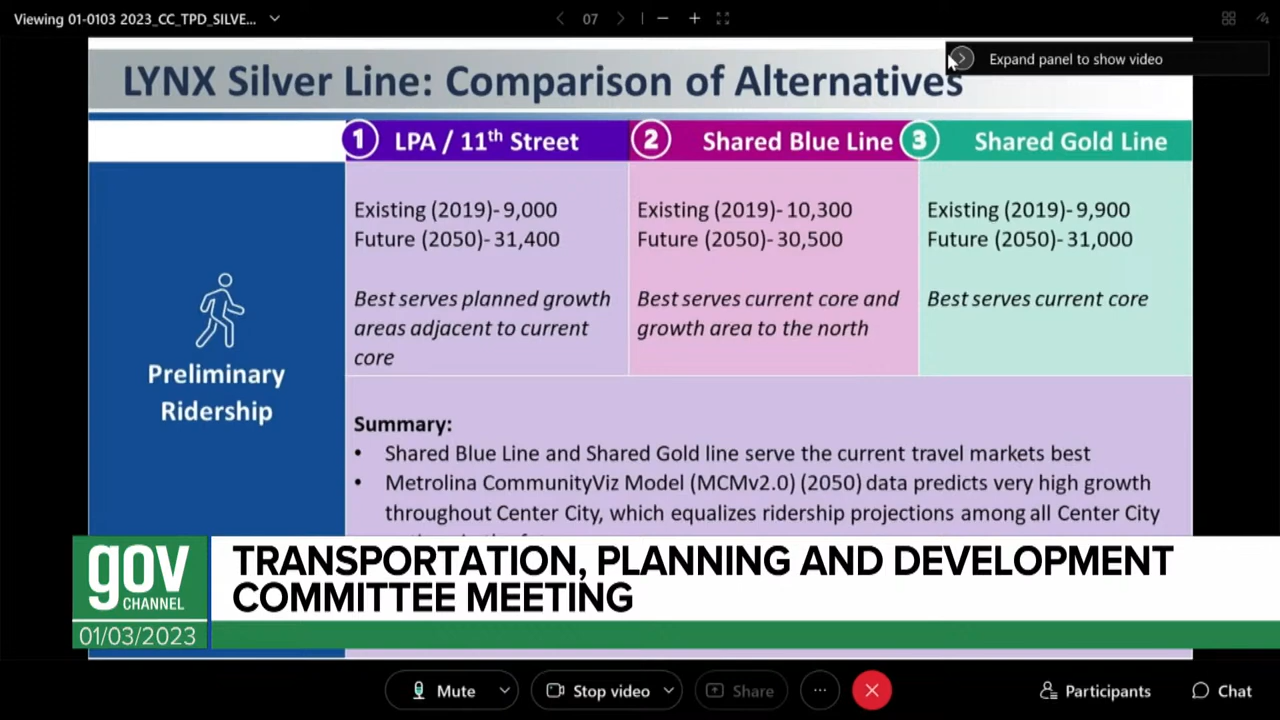 Viewing 01-0103 2023_CC_TPD_SILVE...
07
Expand panel to show video
LYNX Silver Line: Comparison of Alternatives
1 LPA / 11th Street
2 Shared Blue Line
3 Shared Gold Line
Preliminary
Ridership
Existing (2019)- 9,000
Future (2050)- 31,400
Best serves planned growth
areas adjacent to current
core
Existing (2019)- 10,300
Future (2050)- 30,500
Best serves current core and
growth area to the north
Existing (2019)- 9,900
Future (2050)- 31,000
Best serves current core
Summary:
• Shared Blue Line and Shared Gold line serve the current travel markets best
• Metrolina CommunityViz Model (MCMv2.0) (2050) data predicts very high growth
throughout Center City, which equalizes ridership projections among all Center City
gov
CHANNEL
01/03/2023
TRANSPORTATION, PLANNING AND DEVELOPMENT
COMMITTEE MEETING
Mute
Stop video
Share
Participants
Chat